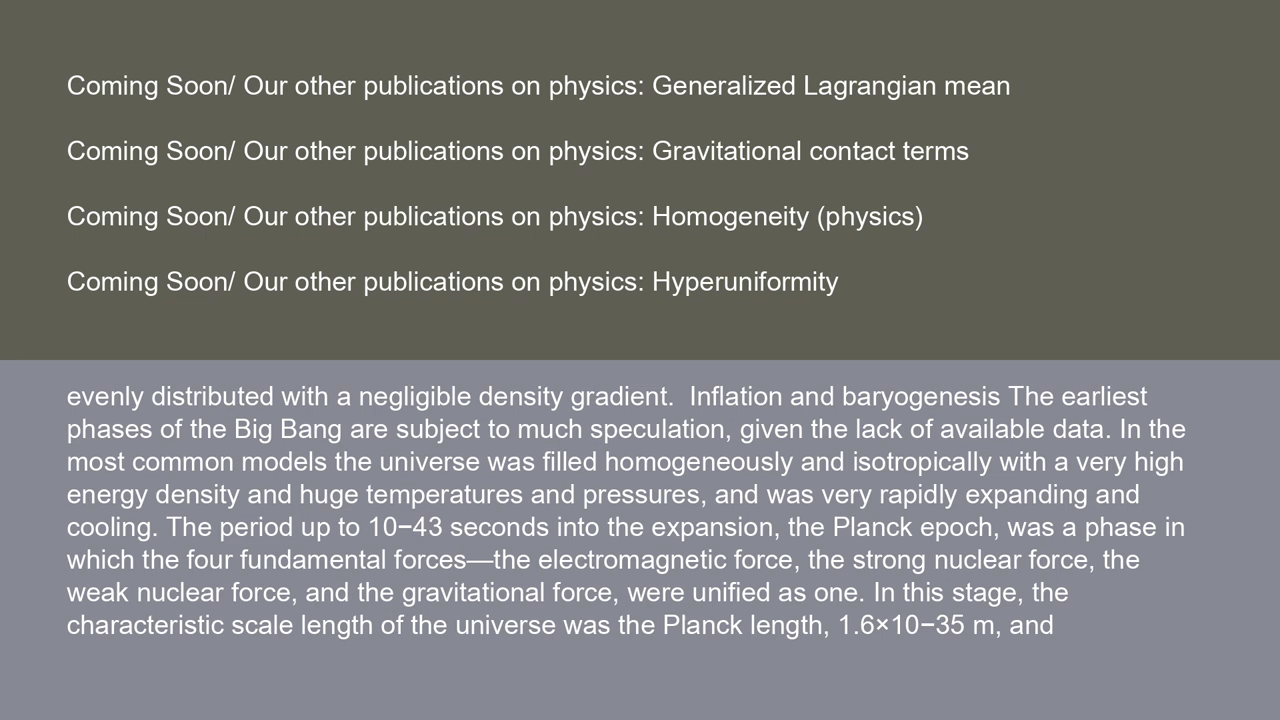 Coming Soon/ Our other publications on physics: Generalized Lagrangian mean
Coming Soon/ Our other publications on physics: Gravitational contact terms
Coming Soon/ Our other publications on physics: Homogeneity (physics)
Coming Soon/ Our other publications on physics: Hyperuniformity
evenly distributed with a negligible density gradient.  Inflation and baryogenesis The earliest
phases of the Big Bang are subject to much speculation, given the lack of available data. In the
most common models the universe was filled homogeneously and isotropically with a very high
energy density and huge temperatures and pressures, and was very rapidly expanding and
cooling. The period up to 10−43 seconds into the expansion, the Planck epoch, was a phase in
which the four fundamental forces—the electromagnetic force, the strong nuclear force, the
weak nuclear force, and the gravitational force, were unified as one. In this stage, the
characteristic scale length of the universe was the Planck length, 1.6×10−35 m, and